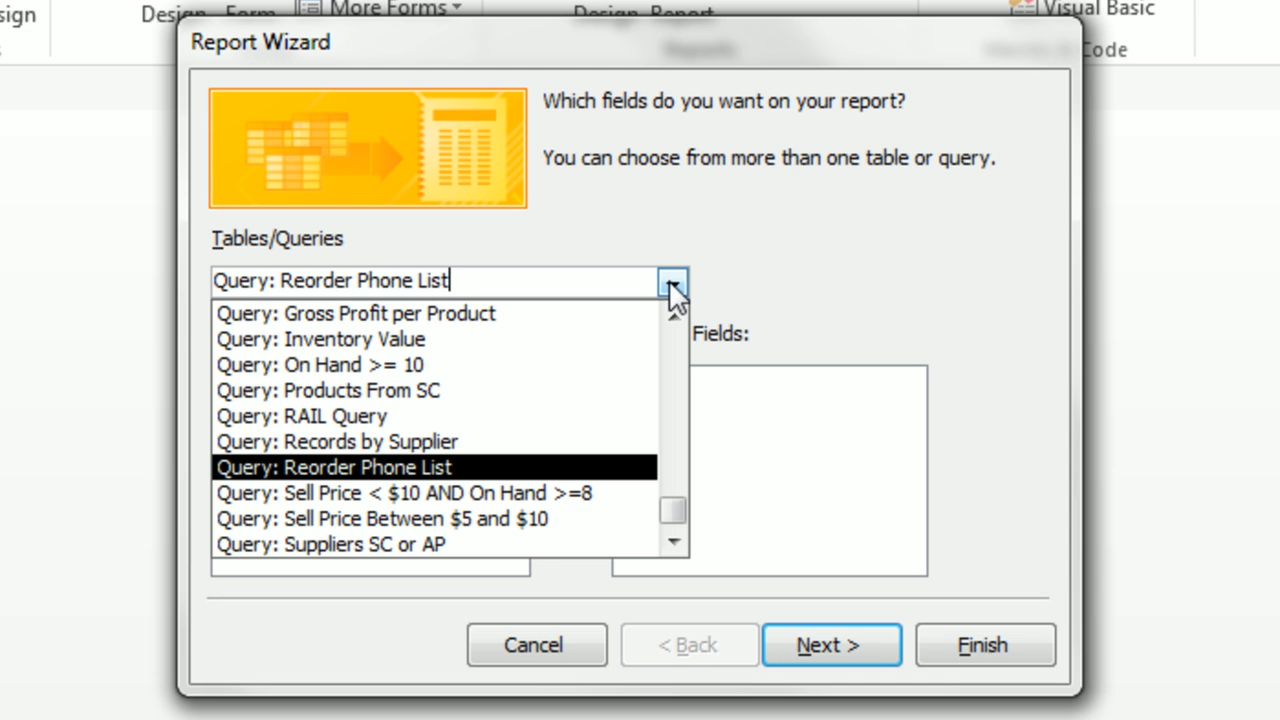 sign
Design
Form
More Forms
Design
Report
Visual Basic
Reports
Code
Report Wizard
Which fields do you want on your report?
You can choose from more than one table or query.
Tables/Queries
Query: Reorder Phone List
Query: Gross Profit per Product
Query: Inventory Value
Query: On Hand >= 10
Query: Products From SC
Query: RAIL Query
Query: Records by Supplier
Query: Reorder Phone List
Query: Sell Price < $10 AND On Hand >=8
Query: Sell Price Between $5 and $10
Query: Suppliers SC or AP
Fields:
Cancel
< Back
Next >
Finish